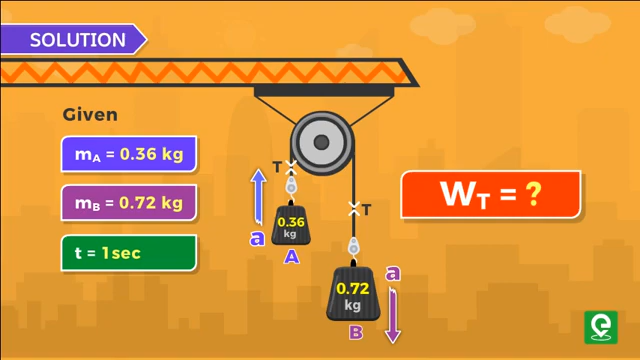 SOLUTION
Given
mA = 0.36 kg
mB = 0.72 kg
t = 1sec
T
T
a
0.36
kg
A
WT = ?
a
0.72
kg
B